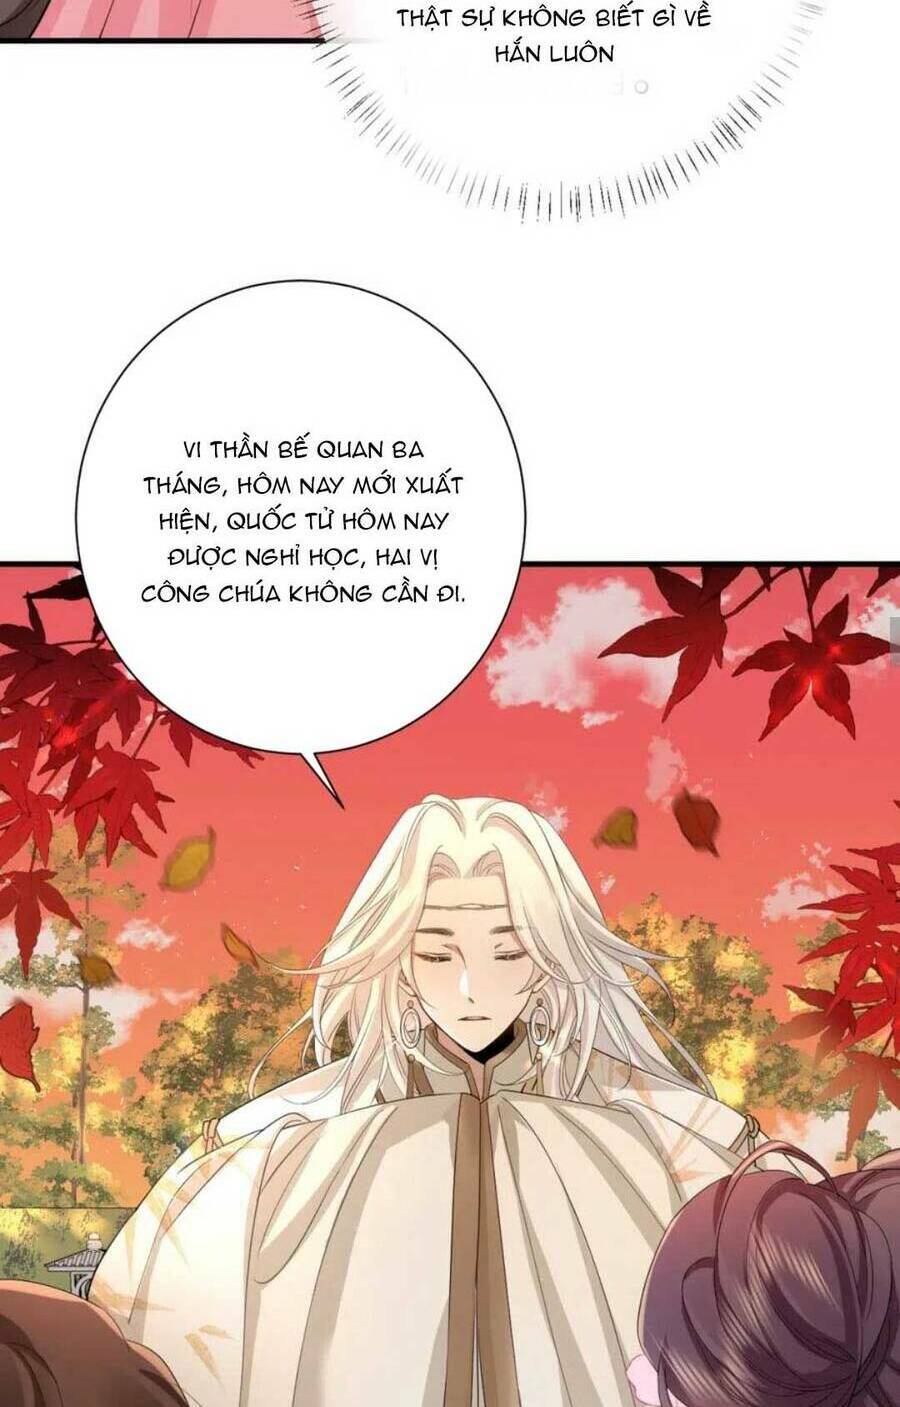 THẬT SỰ KHÔNG BIẾT GÌ VỀ
HẮN LUÔN
VI THẦN BẾ QUAN BA
THÁNG, HÔM NAY MỚI XUẤT
HIỆN, QUỐC TỬ HÔM NAY
ĐƯỢC NGHỈ HỌC, HAI VỊ
CÔNG CHÚA KHÔNG CẦN ĐI.